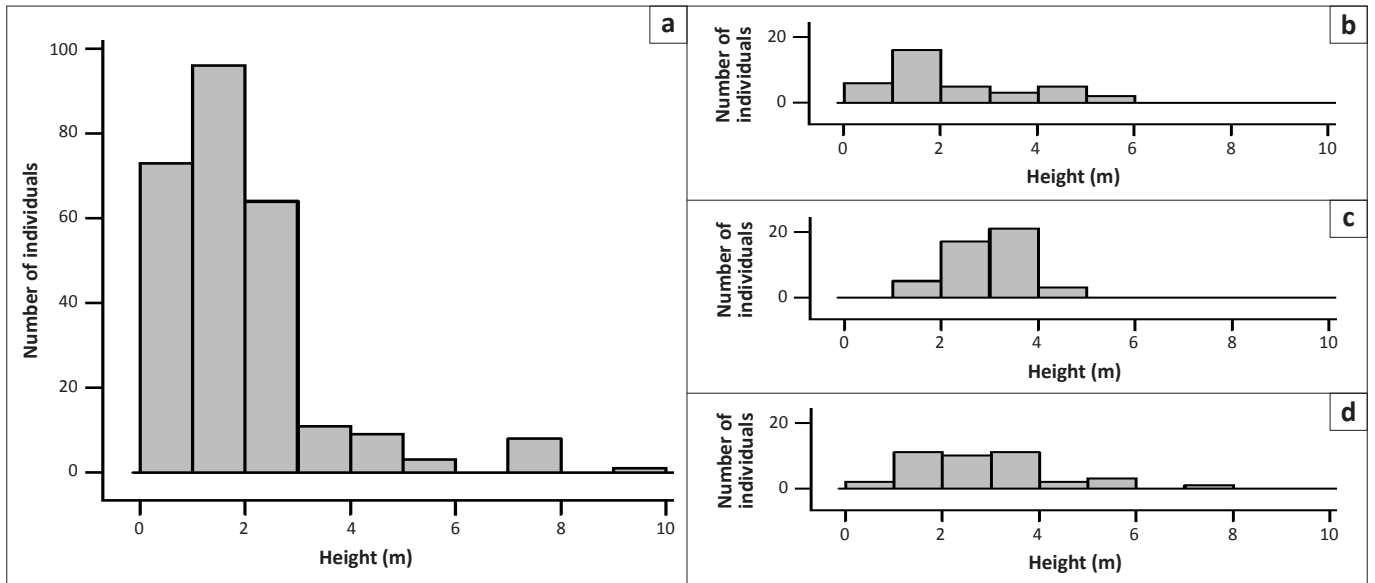 a
100
80
60
40
20
0
Number of individuals
0 2 4 6 8 10
Height (m)
b
20
0
Number of
individuals
0 2 4 6 8 10
Height (m)
c
20
0
Number of
individuals
0 2 4 6 8 10
Height (m)
d
20
0
Number of
individuals
0 2 4 6 8 10
Height (m)